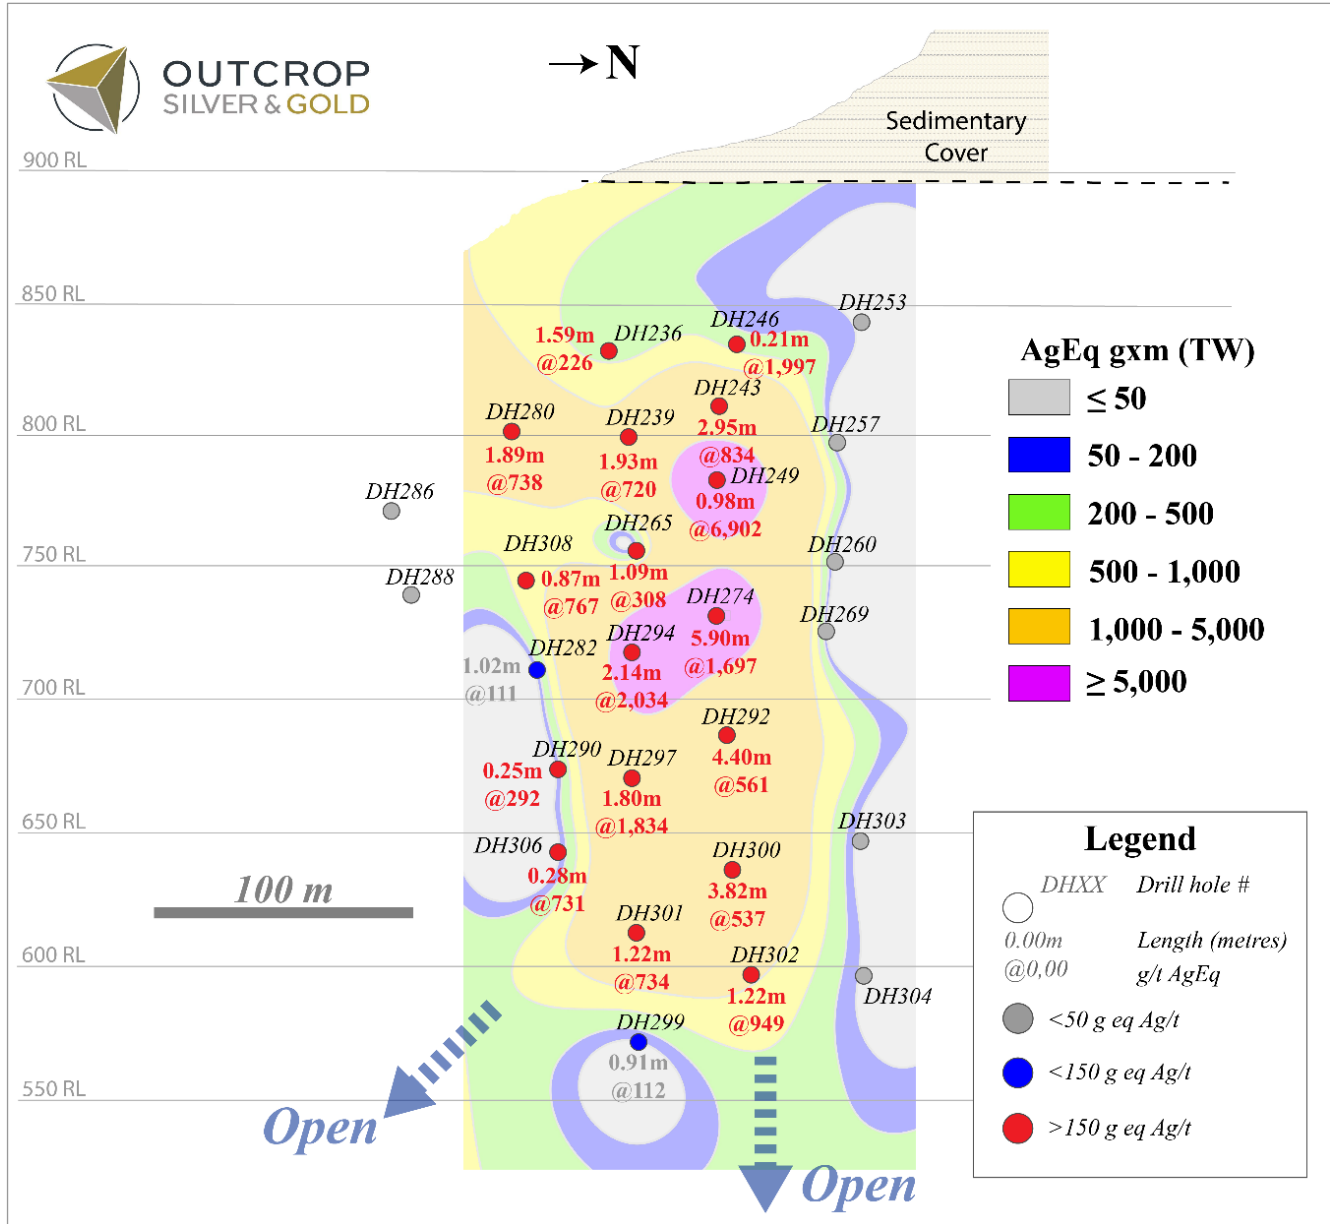 OUTCROP
SILVER & GOLD
N
Sedimentary
Cover
900 RL
850 RL
800 RL
750 RL
700 RL
650 RL
600 RL
550 RL
DH253
DH236
1.59m
@226
DH246
0.21m
@1,997
DH243
2.95m
@834
DH280
1.89m
@738
DH239
1.93m
@720
DH257
DH249
0.98m
@6,902
DH286
DH265
1.09m
@308
DH308
0.87m
@767
DH260
DH288
DH274
5.90m
@1,697
DH269
DH294
2.14m
@2,034
DH282
1.02m
@111
DH292
4.40m
@561
DH290
0.25m
@292
DH297
1.80m
@1,834
DH303
DH306
0.28m
@731
DH300
3.82m
@537
DH301
1.22m
@734
DH302
1.22m
@949
DH304
DH299
0.91m
@112
100 m
Open
Open
AgEq gxm (TW)
≤ 50
50 - 200
200 - 500
500 - 1,000
1,000 - 5,000
≥ 5,000
Legend
DHXX Drill hole #
0.00m Length (metres)
@0,00 g/t AgEq
<50 g eq Ag/t
<150 g eq Ag/t
>150 g eq Ag/t